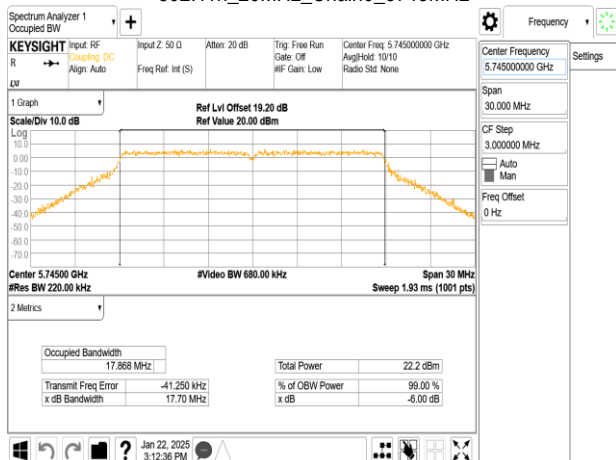 Spectrum Analyzer 1
Occupied BW
Frequency
KEYSIGHT
Input: RF
Coupling: DC
Align: Auto
Input Z: 50 Ω
Freq Ref: Int (S)
Atten: 20 dB
Trig: Free Run
Gate: Off
#IF Gain: Low
Center Freq: 5.745000000 GHz
Avg|Hold: 10/10
Radio Std: None
R
LXI
1 Graph
Scale/Div 10.0 dB
Ref Lvl Offset 19.20 dB
Ref Value 20.00 dBm
Log
10.0
0.00
-10.0
-20.0
-30.0
-40.0
-50.0
-60.0
-70.0
Center 5.74500 GHz
#Video BW 680.00 kHz
Span 30 MHz
#Res BW 220.00 kHz
Sweep 1.93 ms (1001 pts)
2 Metrics
Occupied Bandwidth
17.868 MHz
Total Power 22.2 dBm
Transmit Freq Error -41.250 kHz
% of OBW Power 99.00 %
x dB Bandwidth 17.70 MHz
x dB -6.00 dB
Jan 22, 2025
3:12:36 PM
Center Frequency
5.745000000 GHz
Settings
Span
30.000 MHz
CF Step
3.000000 MHz
Auto
Man
Freq Offset
0 Hz